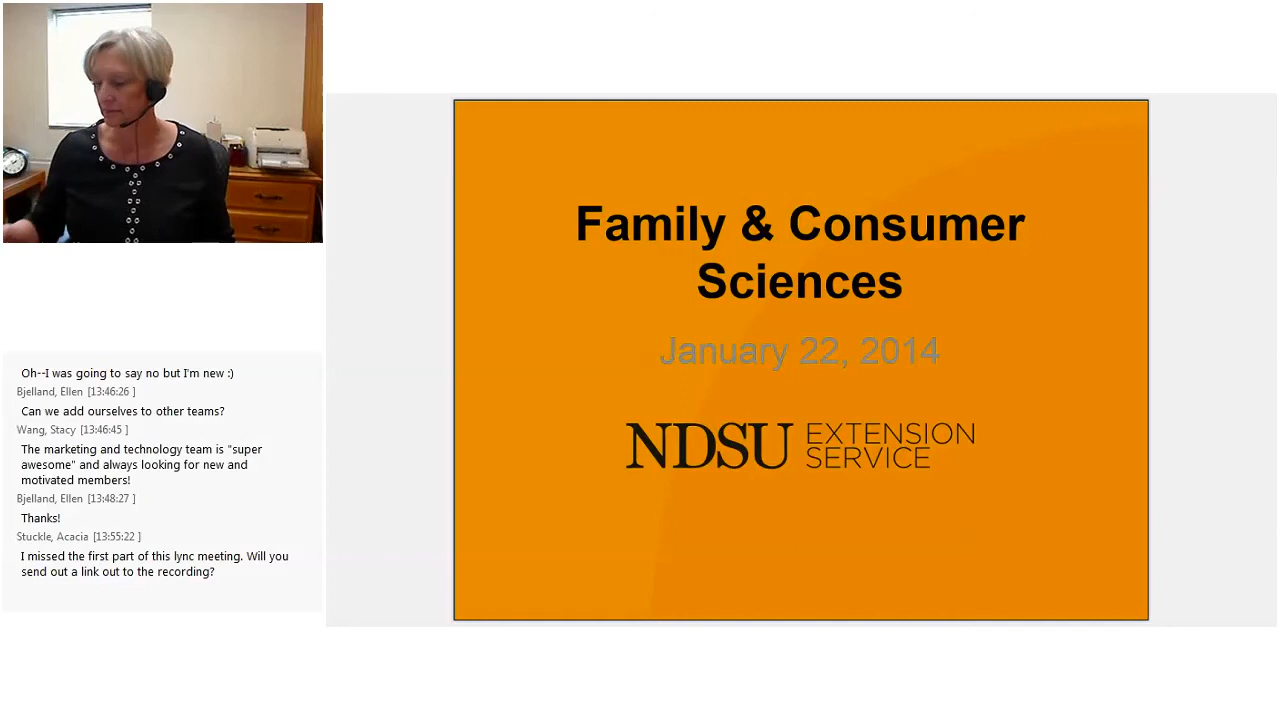 Oh--I was going to say no but I'm new :)
Bjelland, Ellen [13:46:26 ]
Can we add ourselves to other teams?
Wang, Stacy [13:46:45 ]
The marketing and technology team is "super
awesome" and always looking for new and
motivated members!
Bjelland, Ellen [13:48:27 ]
Thanks!
Stuckle, Acacia [13:55:22 ]
I missed the first part of this lync meeting. Will you
send out a link out to the recording?
Family & Consumer
Sciences
January 22, 2014
NDSU EXTENSION
SERVICE